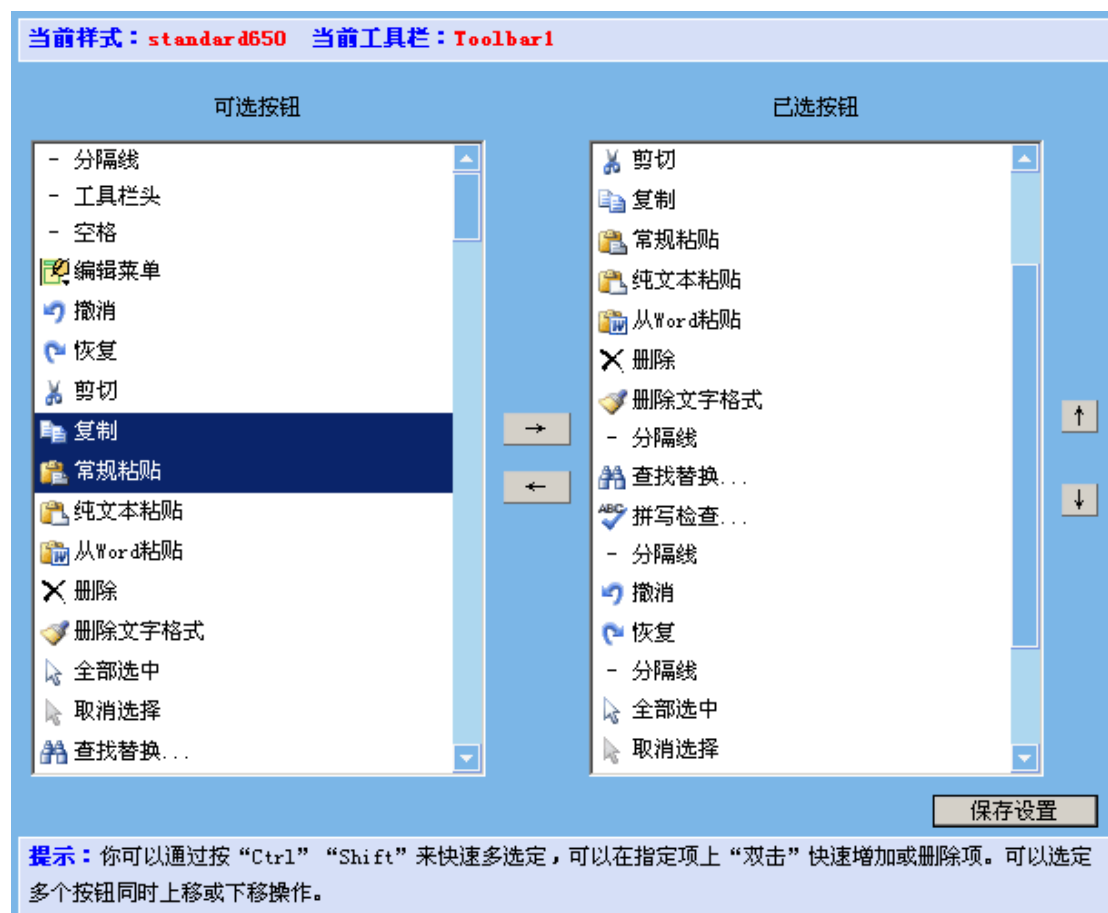 当前样式：standard650 当前工具栏：Toolbar1
可选按钮
- 分隔线
- 工具栏头
- 空格
编辑菜单
撤消
恢复
剪切
复制
常规粘贴
纯文本粘贴
从Word粘贴
删除
删除文字格式
全部选中
取消选择
查找替换...
→
←
已选按钮
剪切
复制
常规粘贴
纯文本粘贴
从Word粘贴
删除
删除文字格式
- 分隔线
查找替换...
拼写检查...
- 分隔线
撤消
恢复
- 分隔线
全部选中
取消选择
↑
↓
保存设置
提示：你可以通过按“Ctrl”“Shift”来快速多选定，可以在指定项上“双击”快速增加或删除项。可以选定
多个按钮同时上移或下移操作。